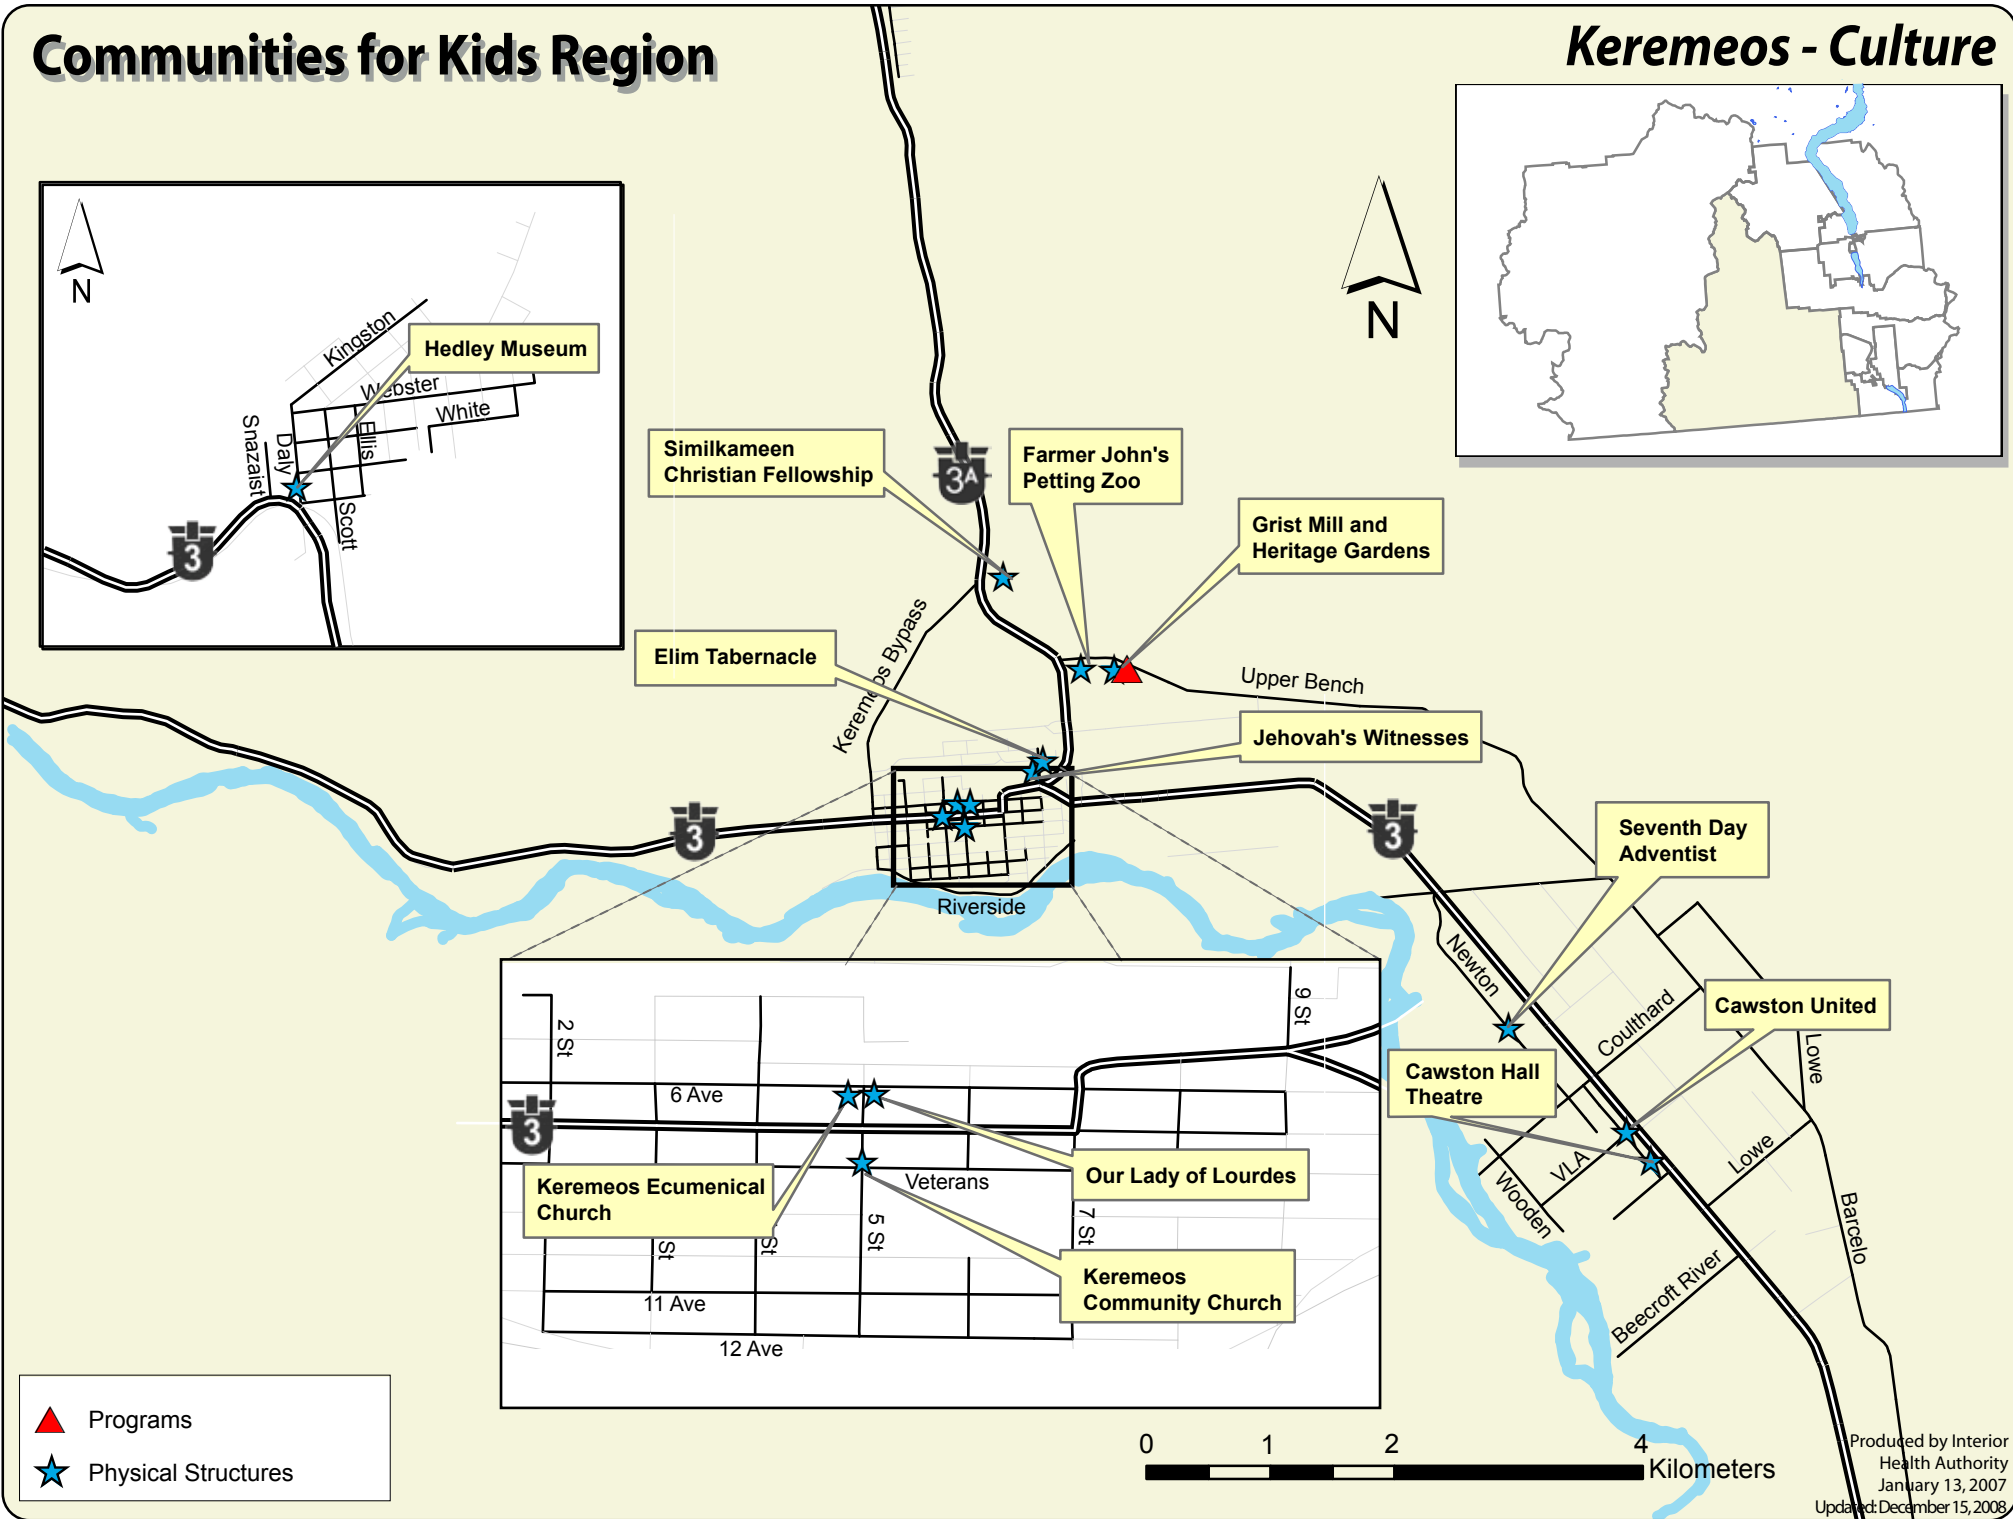 Communities for Kids Region
Keremeos - Culture
N
Kingston
Hedley Museum
Webster
White
Snazaist
Daly
Ellis
Scott
3
N
3A
Similkameen
Christian Fellowship
Farmer John's
Petting Zoo
Grist Mill and
Heritage Gardens
Keremeos Bypass
Elim Tabernacle
Upper Bench
Jehovah's Witnesses
3
3
Riverside
Seventh Day
Adventist
Newton
Coulthard
Cawston United
Lowe
Cawston Hall
Theatre
VLA
Wooden
Lowe
Barcelo
Beecroft River
2 St
9 St
6 Ave
3
Keremeos Ecumenical
Church
Veterans
Our Lady of Lourdes
St
St
5 St
7 St
Keremeos
Community Church
11 Ave
12 Ave
Programs
Physical Structures
0 1 2 4
Kilometers
Produced by Interior
Health Authority
January 13, 2007
Updated: December 15, 2008